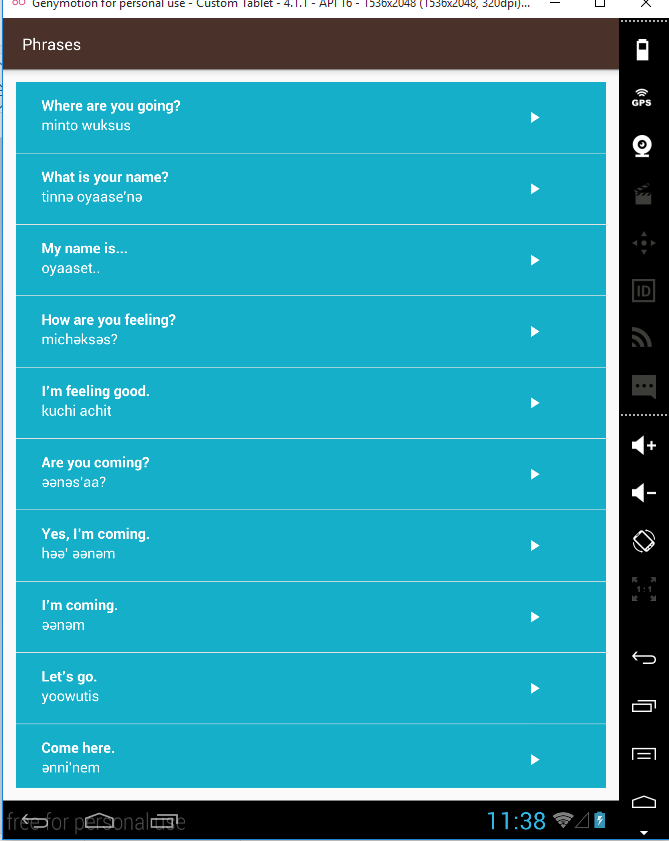 Genymotion for personal use - Custom Tablet - 4.1.1 - API 16 - 1536x2048 (1536x2048, 320dpi)...
Phrases
Where are you going?
minto wuksus
What is your name?
tinnə oyaase'nə
My name is...
oyaaset..
How are you feeling?
michəksəs?
I'm feeling good.
kuchi achit
Are you coming?
əənəs'aa?
Yes, I'm coming.
həə' əənəm
I'm coming.
əənəm
Let's go.
yoowutis
Come here.
ənni'nem
GPS
ID
1:1
free for personal use
11:38